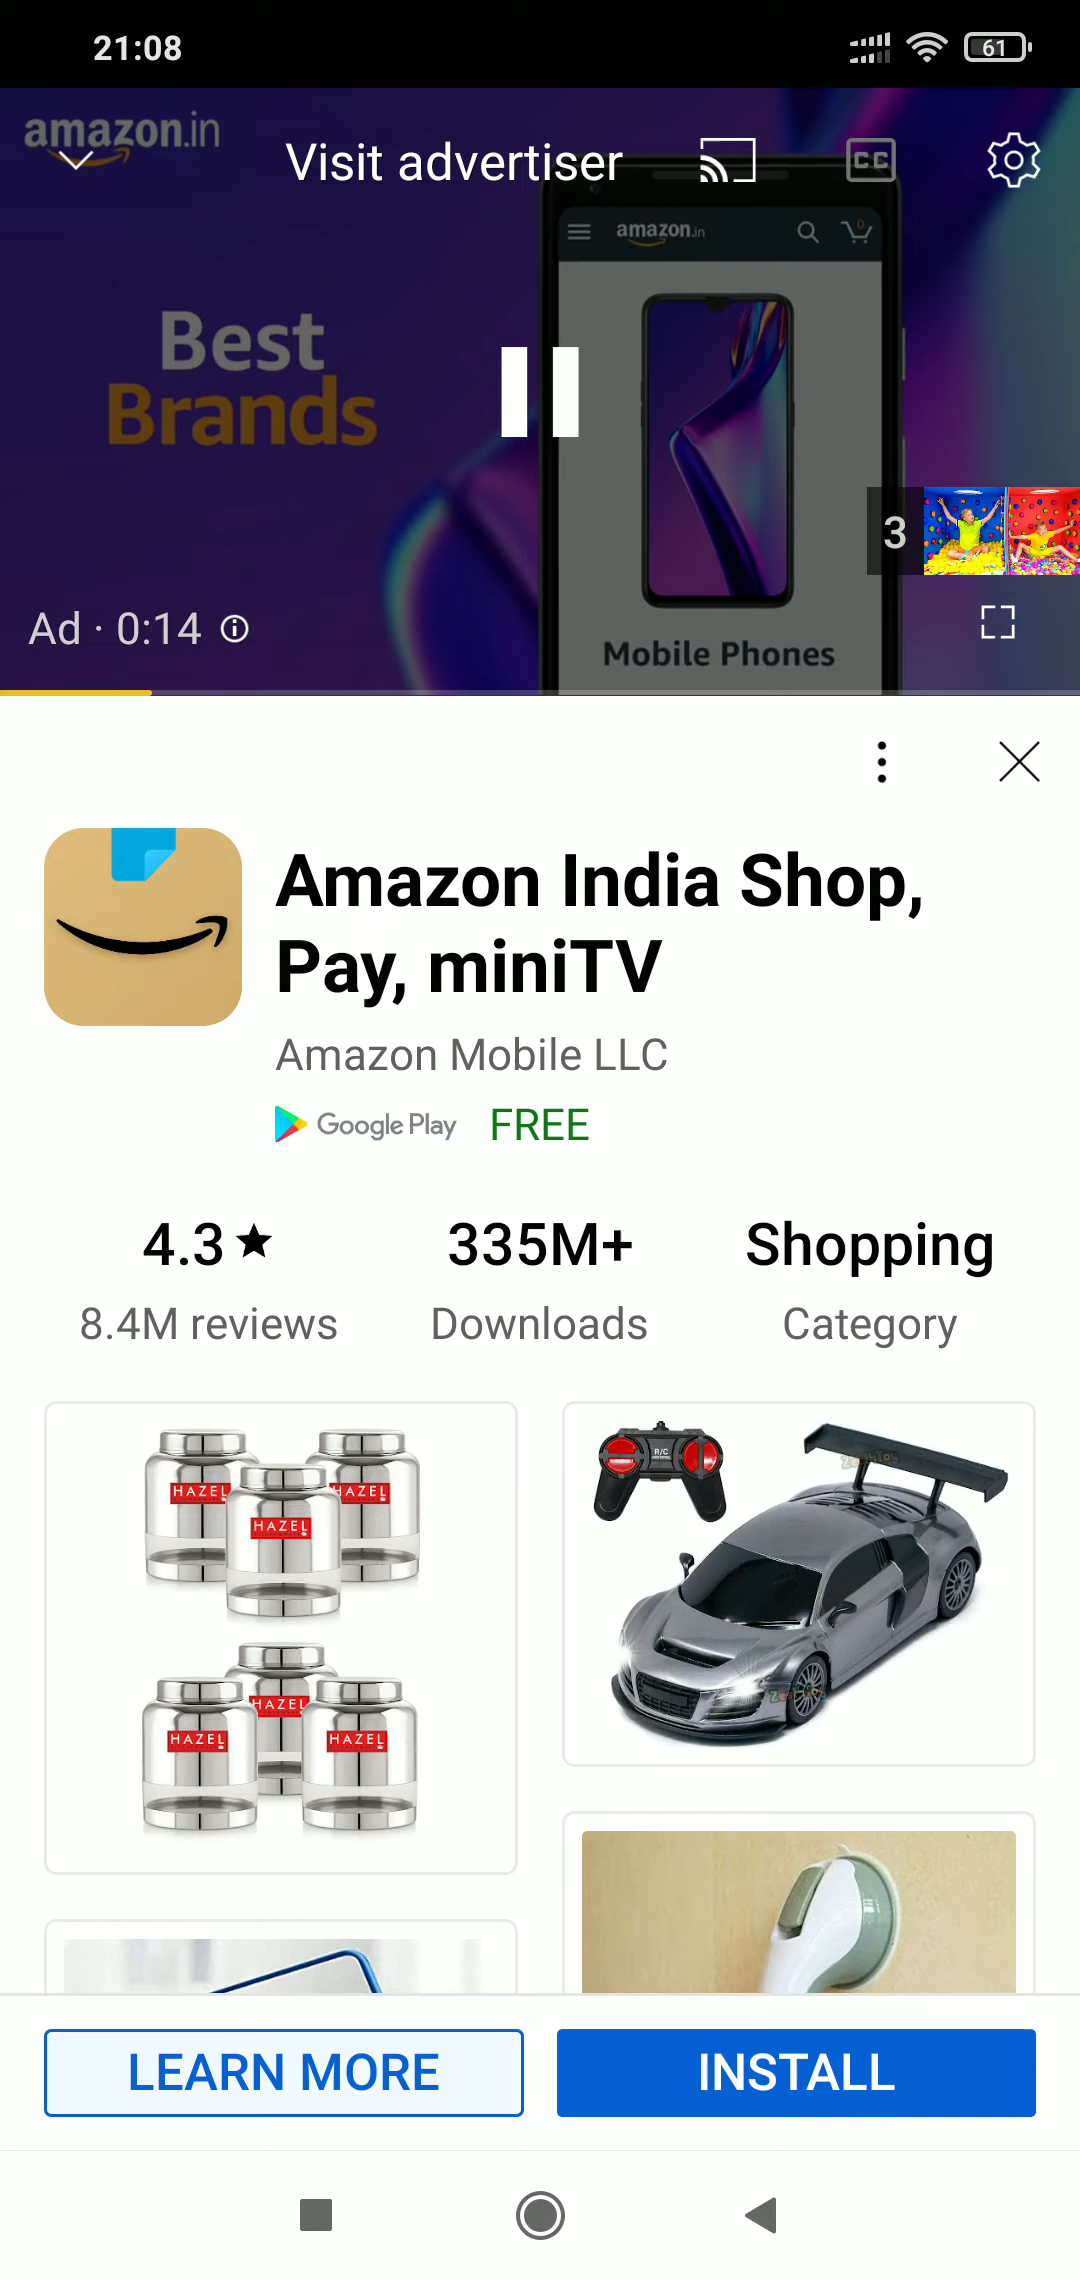 21:08
61
amazon.in
Visit advertiser
CC
amazon.in
0
Best
Brands
3
Ad · 0:14
Mobile Phones
Amazon India Shop,
Pay, miniTV
Amazon Mobile LLC
Google Play FREE
4.3★ 335M+ Shopping
8.4M reviews Downloads Category
HAZEL HAZEL
HAZEL
HAZEL
HAZEL HAZEL
R/C
LEARN MORE INSTALL